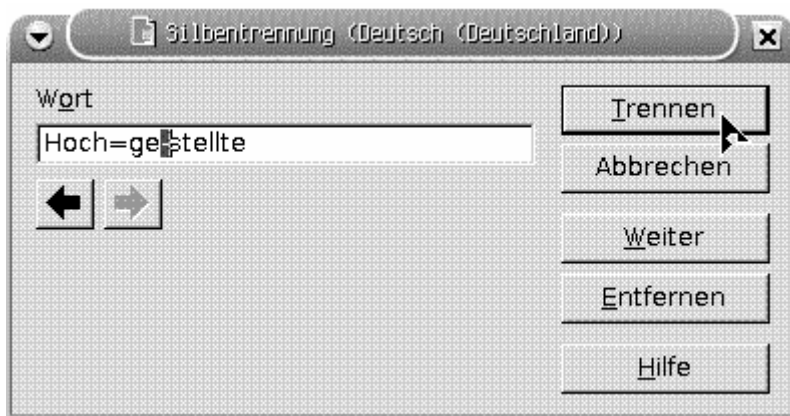 Silbentrennung (Deutsch (Deutschland))
Wort
Hoch=ge-stellte
Trennen
Abbrechen
Weiter
Entfernen
Hilfe